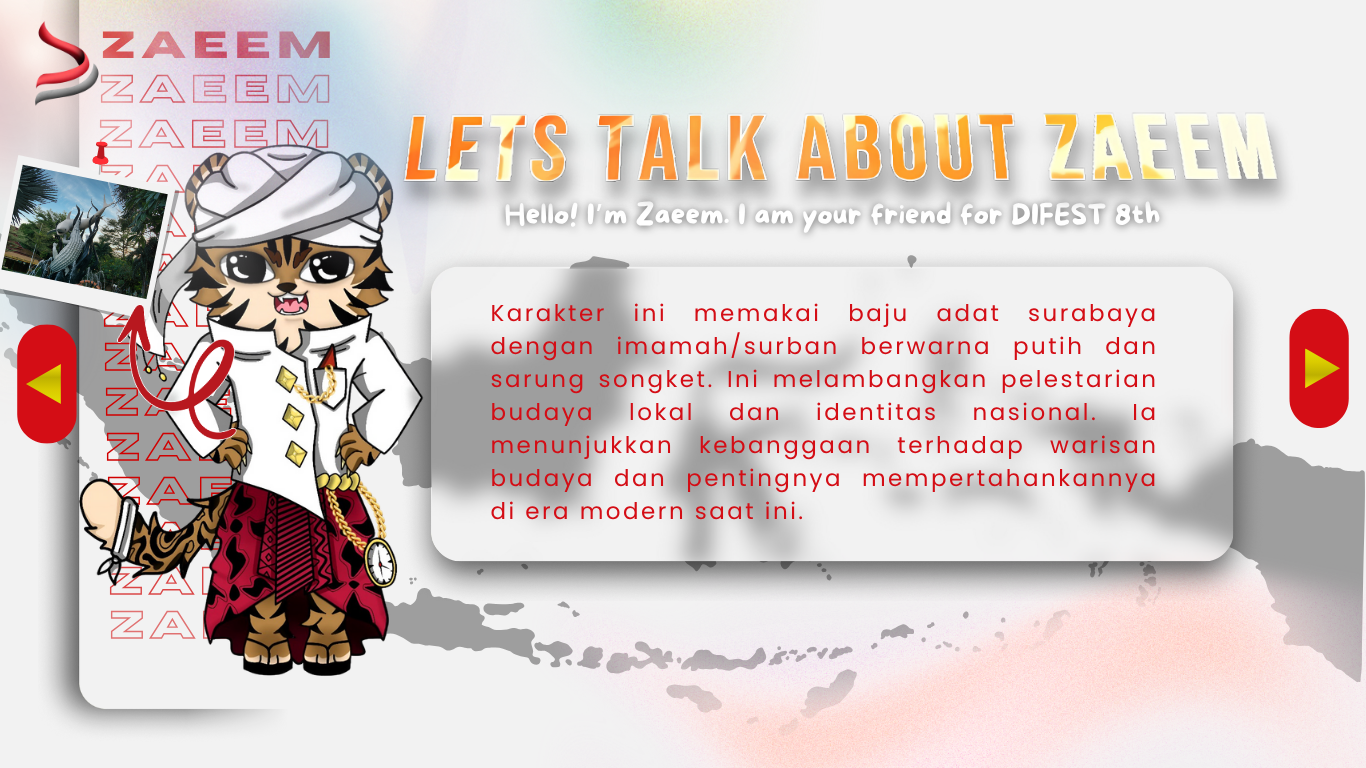 ZAEEM
ZAEEM
ZAEEM
LETS TALK ABOUT ZAEEM
Hello! I'm Zaeem. I am your friend for DIFEST 8th
Karakter ini memakai baju adat surabaya
dengan imamah/surban berwarna putih dan
sarung songket. Ini melambangkan pelestarian
budaya lokal dan identitas nasional. Ia
menunjukkan kebanggaan terhadap warisan
budaya dan pentingnya mempertahankannya
di era modern saat ini.